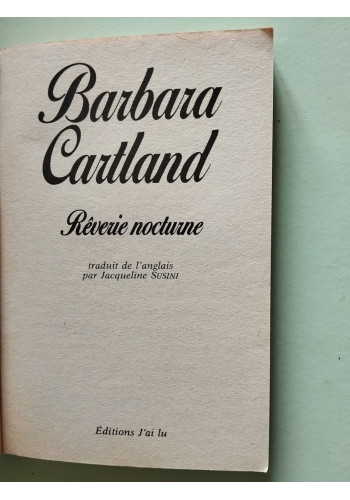 Barbara
Cartland
Rêverie nocturne
traduit de l'anglais
par Jacqueline SUSINI
Éditions J'ai lu